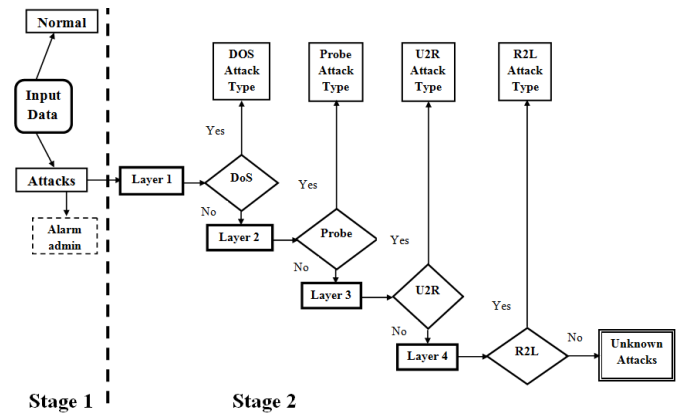 Normal
Input
Data
Attacks
Alarm
admin
Stage 1
DOS
Attack
Type
Probe
Attack
Type
U2R
Attack
Type
R2L
Attack
Type
Yes
Layer 1
DoS
Yes
No
Layer 2
Probe
Yes
No
Layer 3
U2R
Yes
No
Layer 4
R2L
No
Unknown
Attacks
Stage 2